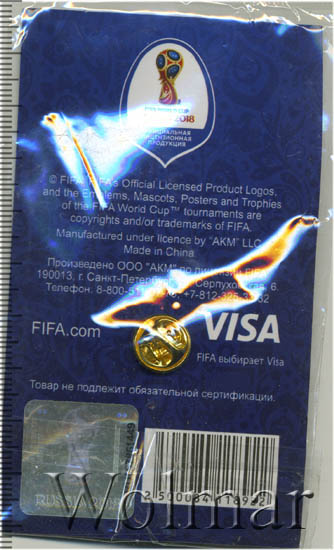 2018
ОФИЦИАЛЬНАЯ
ЛИЦЕНЗИОННАЯ
ПРОДУКЦИЯ
© FIFA, FIFA's Official Licensed Product Logos,
and the Emblems, Mascots, Posters and Trophies
of the FIFA World Cup™ tournaments are
copyrights and/or trademarks of FIFA.
Manufactured under licence by "AKM" LLC
Made in China
Произведено ООО "АКМ" по лицензии FIFA
190013, г. Санкт-Петербург, Серпуховская, 6.
Телефон: 8-800-5 +7-812-325-
FIFA.com
VISA
FIFA выбирает Visa
Товар не подлежит обязательной сертификации.
RUSSIA 2018
Wolmar